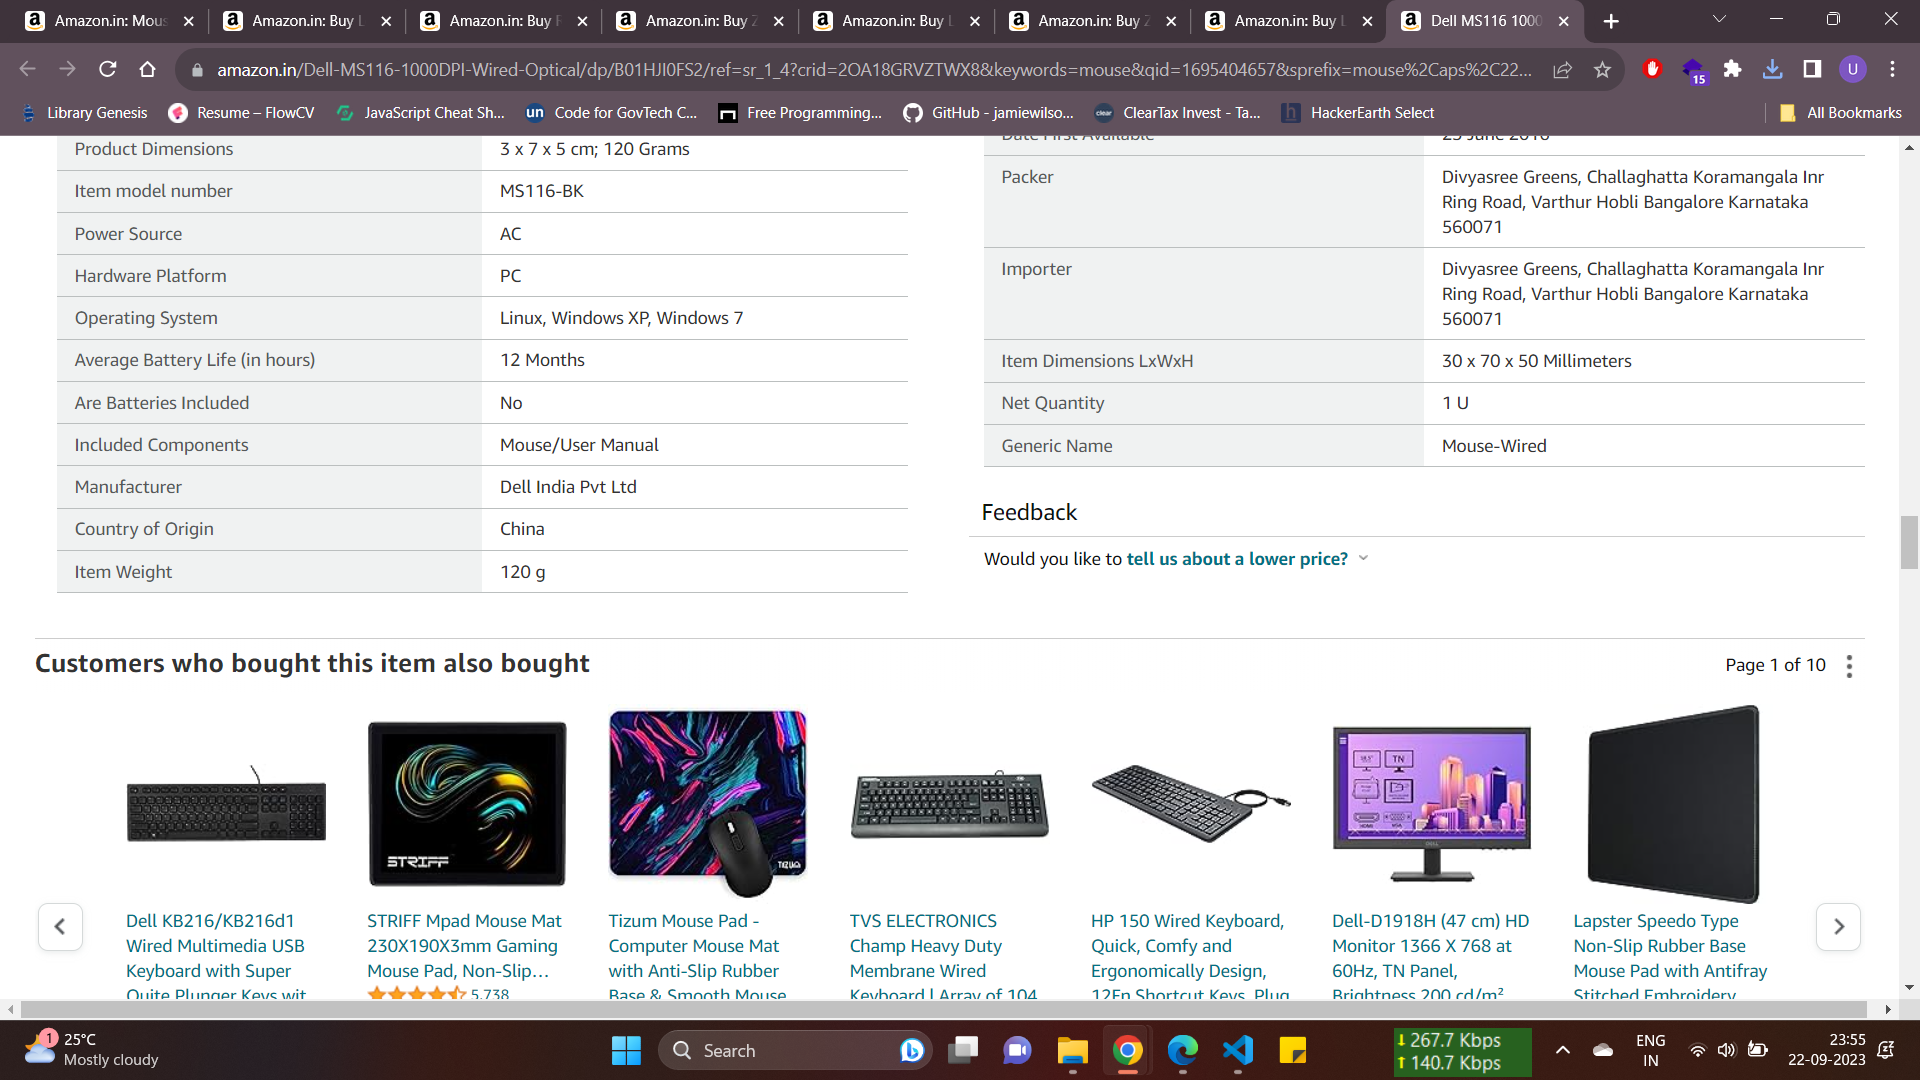 Amazon.in: Mous
Amazon.in: Buy L
Amazon.in: Buy F
Amazon.in: Buy Z
Amazon.in: Buy L
Amazon.in: Buy Z
Amazon.in: Buy L
Dell MS116 1000
amazon.in/Dell-MS116-1000DPI-Wired-Optical/dp/B01HJI0FS2/ref=sr_1_4?crid=2OA18GRVZTWX8&keywords=mouse&qid=1695404657&sprefix=mouse%2Caps%2C22...
15
U
Library Genesis
Resume – FlowCV
JavaScript Cheat Sh...
un
Code for GovTech C...
Free Programming...
GitHub - jamiewilso...
clear
ClearTax Invest - Ta...
h
HackerEarth Select
All Bookmarks
Product Dimensions 3 x 7 x 5 cm; 120 Grams
Item model number MS116-BK
Power Source AC
Hardware Platform PC
Operating System Linux, Windows XP, Windows 7
Average Battery Life (in hours) 12 Months
Are Batteries Included No
Included Components Mouse/User Manual
Manufacturer Dell India Pvt Ltd
Country of Origin China
Item Weight 120 g
Date First Available 23 June 2016
Packer Divyasree Greens, Challaghatta Koramangala Inr
Ring Road, Varthur Hobli Bangalore Karnataka
560071
Importer Divyasree Greens, Challaghatta Koramangala Inr
Ring Road, Varthur Hobli Bangalore Karnataka
560071
Item Dimensions LxWxH 30 x 70 x 50 Millimeters
Net Quantity 1 U
Generic Name Mouse-Wired
Feedback
Would you like to tell us about a lower price?
Customers who bought this item also bought
Page 1 of 10
STRIFF
TIZUM
TN
HDMI
VGA
DELL
Dell KB216/KB216d1
Wired Multimedia USB
Keyboard with Super
Quite Plunger Keys wit
STRIFF Mpad Mouse Mat
230X190X3mm Gaming
Mouse Pad, Non-Slip…
5,738
Tizum Mouse Pad -
Computer Mouse Mat
with Anti-Slip Rubber
Base & Smooth Mouse
TVS ELECTRONICS
Champ Heavy Duty
Membrane Wired
Keyboard | Array of 104
HP 150 Wired Keyboard,
Quick, Comfy and
Ergonomically Design,
12Fn Shortcut Keys, Plug
Dell-D1918H (47 cm) HD
Monitor 1366 X 768 at
60Hz, TN Panel,
Brightness 200 cd/m²
Lapster Speedo Type
Non-Slip Rubber Base
Mouse Pad with Antifray
Stitched Embroidery
1
25°C
Mostly cloudy
Search
267.7 Kbps
140.7 Kbps
ENG
IN
23:55
22-09-2023